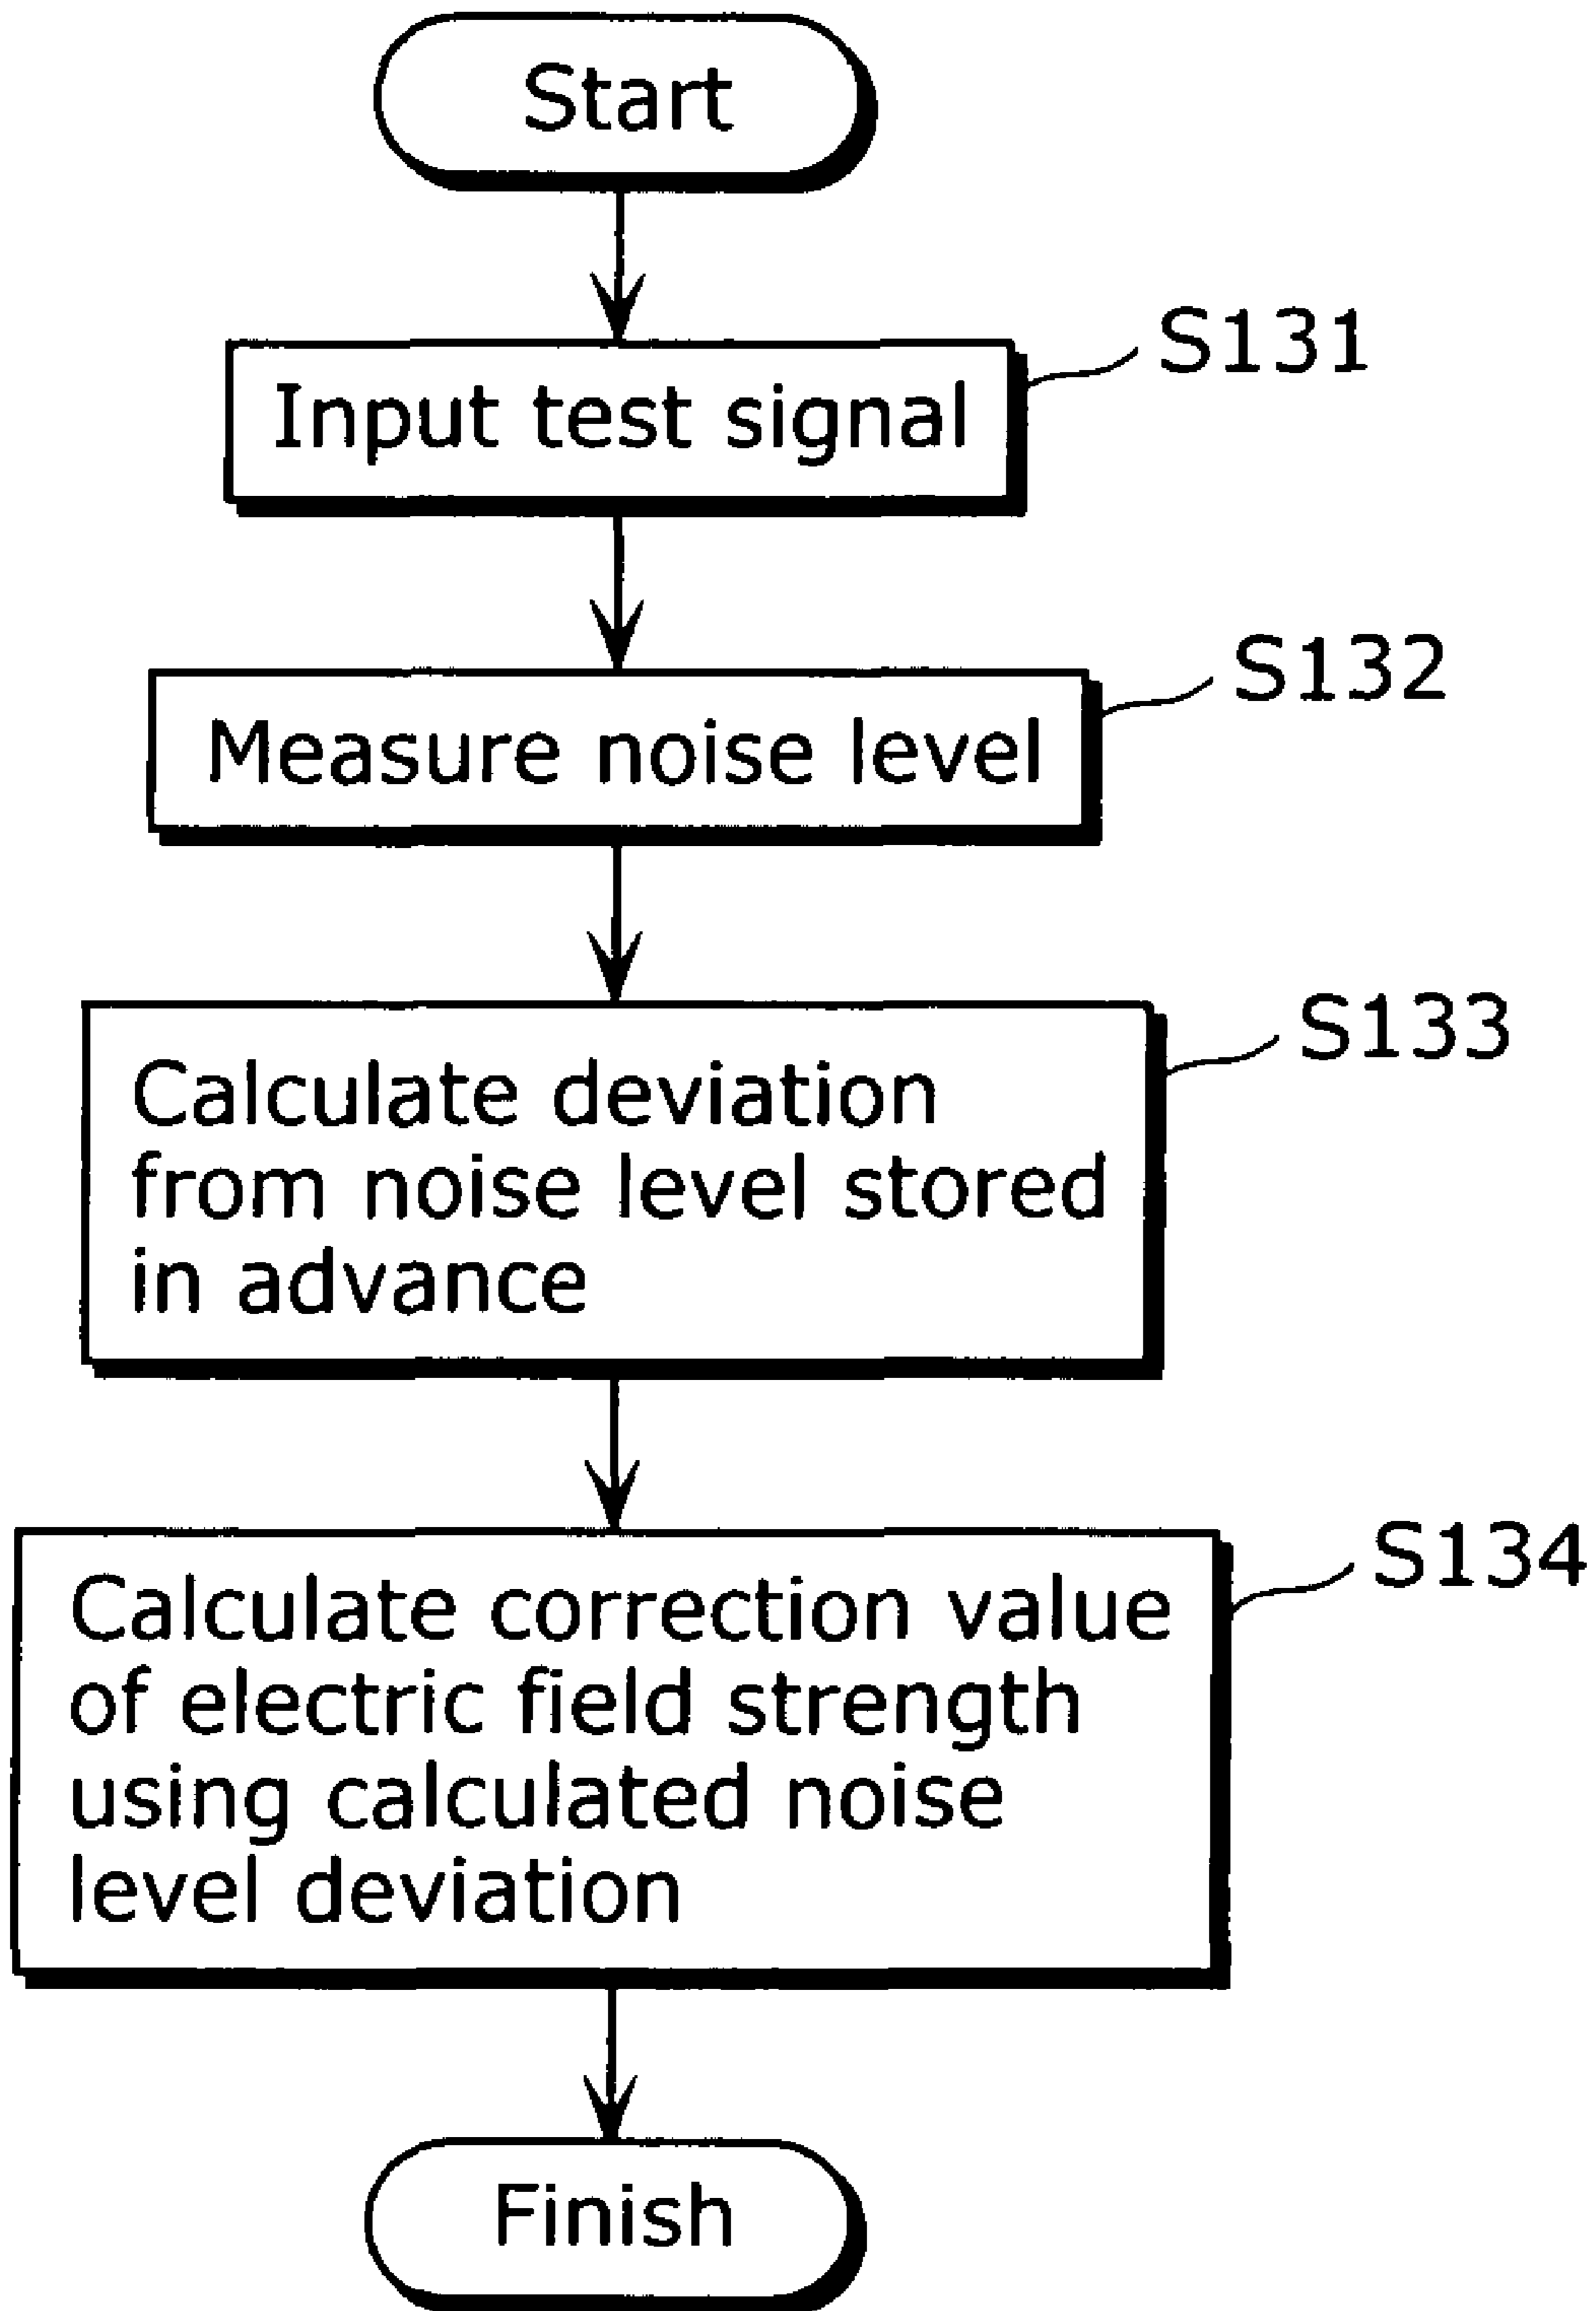 Start
S131
Input test signal
S132
Measure noise level
S133
Calculate deviation
from noise level stored
in advance
S134
Calculate correction value
of electric field strength
using calculated noise
level deviation
Finish